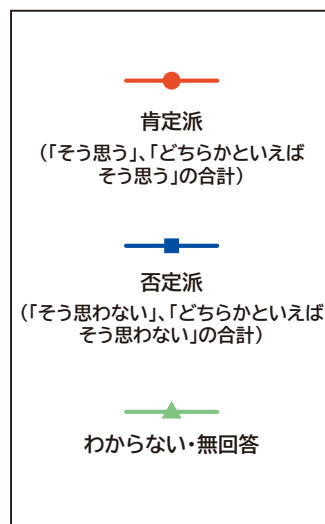 肯定派
（「そう思う」、「どちらかといえば
そう思う」の合計）
否定派
（「そう思わない」、「どちらかといえば
そう思わない」の合計）
わからない・無回答